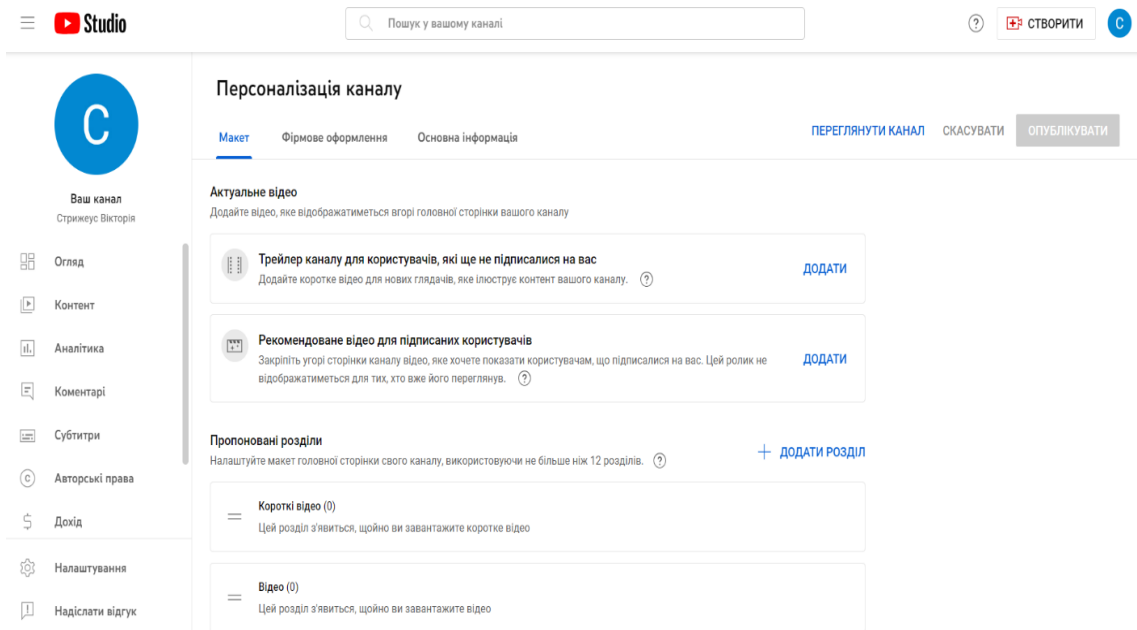 Studio
Пошук у вашому каналі
СТВОРИТИ
С
С
Ваш канал
Стрижеус Вікторія
Огляд
Контент
Аналітика
Коментарі
Субтитри
Авторські права
Дохід
Налаштування
Надіслати відгук
Персоналізація каналу
Макет Фірмове оформлення Основна інформація
ПЕРЕГЛЯНУТИ КАНАЛ СКАСУВАТИ ОПУБЛІКУВАТИ
Актуальне відео
Додайте відео, яке відображатиметься вгорі головної сторінки вашого каналу
Трейлер каналу для користувачів, які ще не підписалися на вас
Додайте коротке відео для нових глядачів, яке ілюструє контент вашого каналу.
ДОДАТИ
Рекомендоване відео для підписаних користувачів
Закріпіть угорі сторінки каналу відео, яке хочете показати користувачам, що підписалися на вас. Цей ролик не
відображатиметься для тих, хто вже його переглянув.
ДОДАТИ
Пропоновані розділи
Налаштуйте макет головної сторінки свого каналу, використовуючи не більше ніж 12 розділів.
ДОДАТИ РОЗДІЛ
Короткі відео (0)
Цей розділ з'явиться, щойно ви завантажите коротке відео
Відео (0)
Цей розділ з'явиться, щойно ви завантажите відео